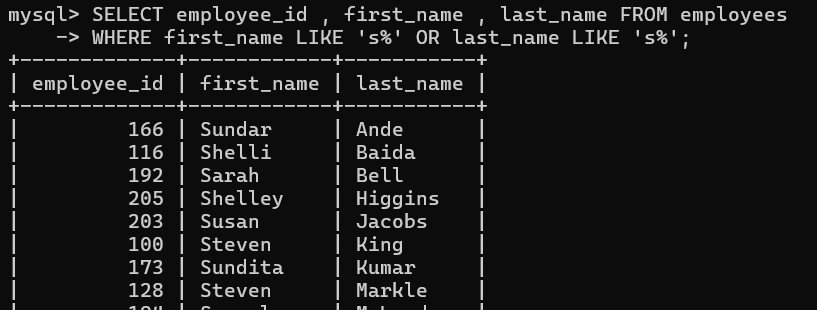 mysql> SELECT employee_id , first_name , last_name FROM employees
    -> WHERE first_name LIKE 's%' OR last_name LIKE 's%';
+-------------+------------+-----------+
| employee_id | first_name | last_name |
+-------------+------------+-----------+
|         166 | Sundar     | Ande      |
|         116 | Shelli     | Baida     |
|         192 | Sarah      | Bell      |
|         205 | Shelley    | Higgins   |
|         203 | Susan      | Jacobs    |
|         100 | Steven     | King      |
|         173 | Sundita    | Kumar     |
|         128 | Steven     | Markle    |